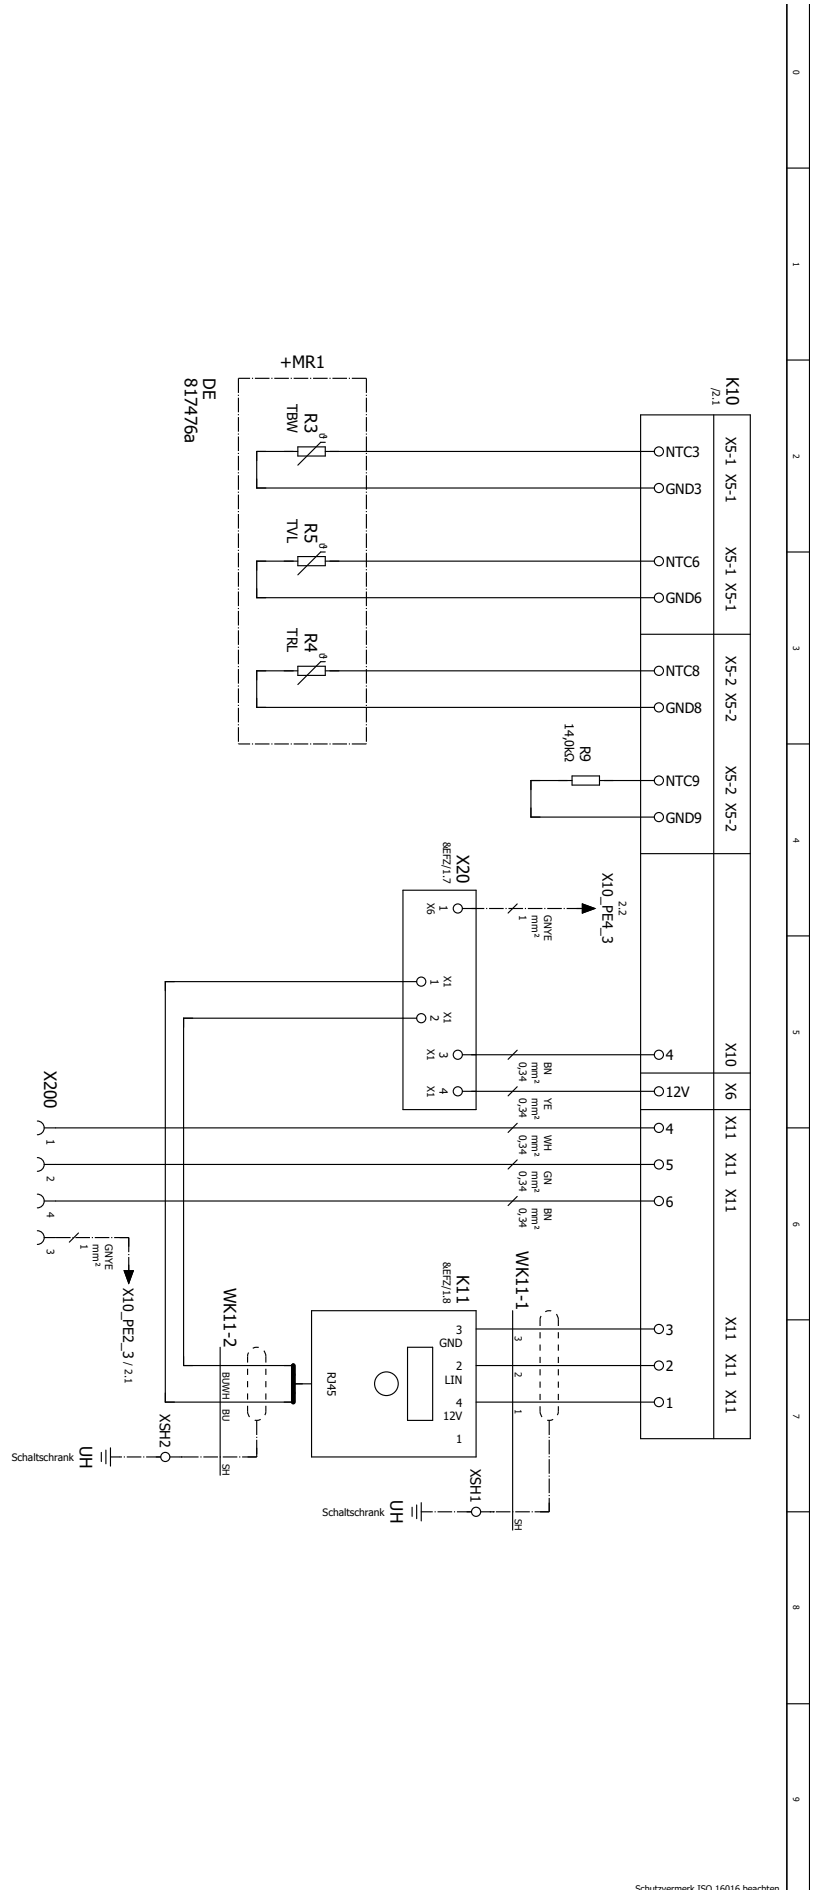 0
1
2
3
4
5
6
7
8
9
K10
/2.1
X5-1 X5-1
X5-1 X5-1
X5-2 X5-2
X5-2 X5-2
X10
X6
X11
X11
X11
X11
X11
X11
NTC3
GND3
NTC6
GND6
NTC8
GND8
NTC9
GND9
4
12V
4
5
6
3
2
1
+MR1
R3
ϑ
TBW
R5
ϑ
TVL
R4
ϑ
TRL
DE
817476a
R9
14,0kΩ
2.2
X10_PE4_3
GNYE
1
mm²
X20
&EFZ/1.7
1
X6
1
X1
2
X1
3
X1
4
X1
BN
mm²
0,34
YE
mm²
0,34
WH
mm²
0,34
GN
mm²
0,34
BN
mm²
0,34
X200
1
2
4
3
GNYE
1
mm²
X10_PE2_3 / 2.1
WK11-1
3
2
1
SH
K11
&EFZ/1.8
3
GND
2
LIN
4
12V
1
RJ45
WK11-2
BUWH
BU
SH
XSH1
UH
Schaltschrank
XSH2
UH
Schaltschrank
Schutzvermerk ISO 16016 beachten